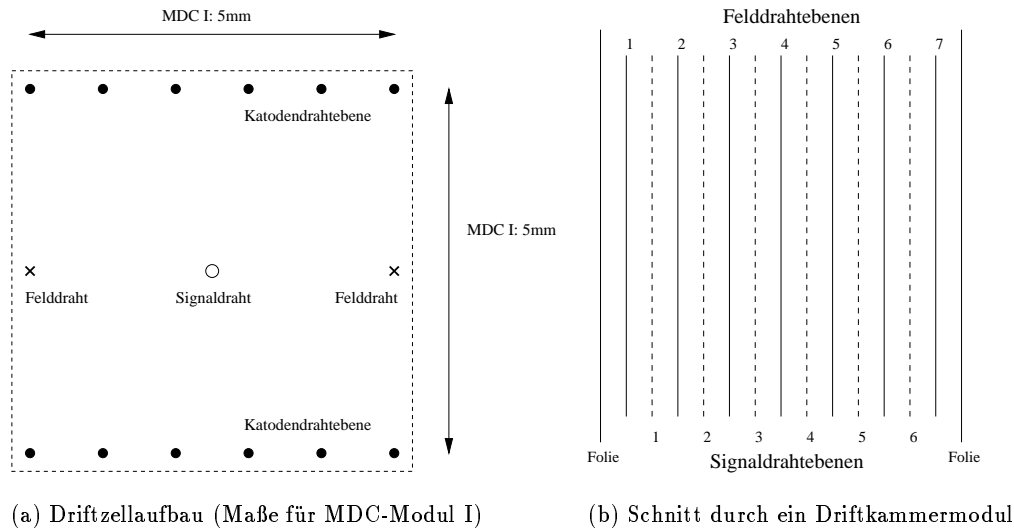 MDC I: 5mm
Katodendrahtebene
MDC I: 5mm
Felddraht
Signaldraht
Felddraht
Katodendrahtebene
(a) Driftzellaufbau (Maße für MDC-Modul I)
Felddrahtebenen
1 2 3 4 5 6 7
1 2 3 4 5 6
Folie
Folie
Signaldrahtebenen
(b) Schnitt durch ein Driftkammermodul